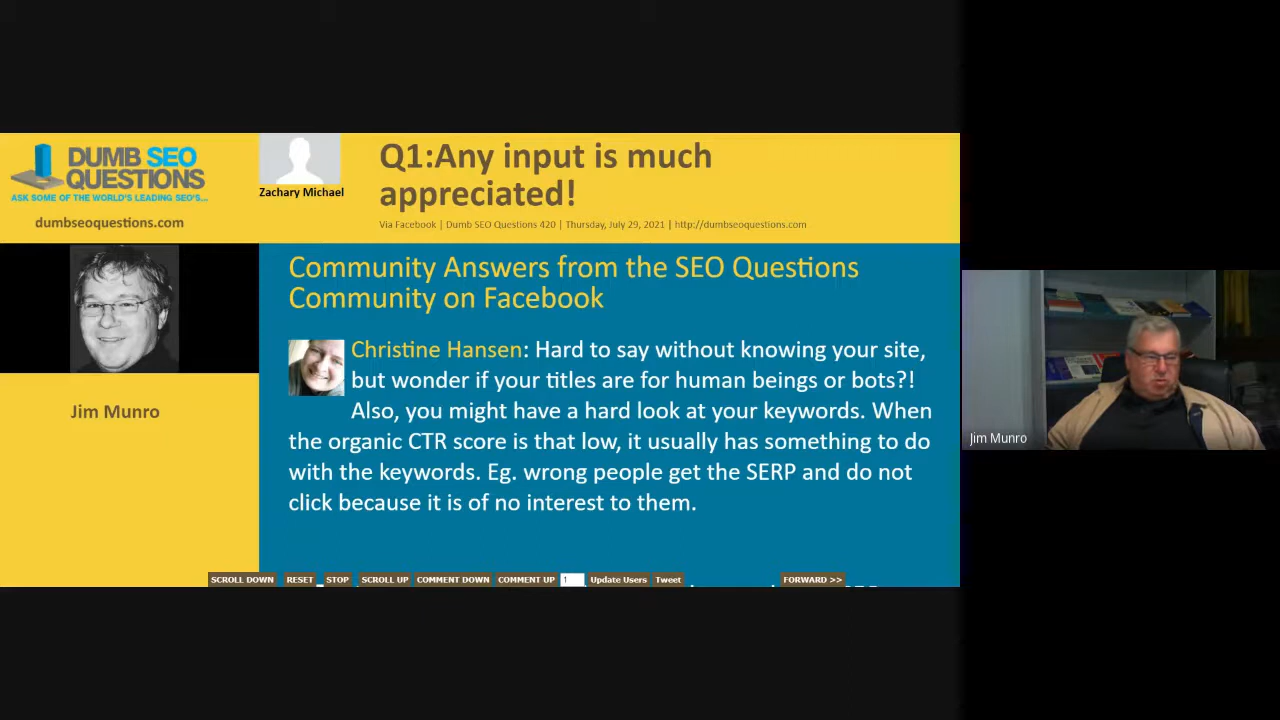 DUMB SEO
QUESTIONS
ASK SOME OF THE WORLD'S LEADING SEO'S...
dumbseoquestions.com
Zachary Michael
Q1:Any input is much
appreciated!
Via Facebook | Dumb SEO Questions 420 | Thursday, July 29, 2021 | http://dumbseoquestions.com
Jim Munro
Community Answers from the SEO Questions
Community on Facebook
Christine Hansen: Hard to say without knowing your site,
but wonder if your titles are for human beings or bots?!
Also, you might have a hard look at your keywords. When
the organic CTR score is that low, it usually has something to do
with the keywords. Eg. wrong people get the SERP and do not
click because it is of no interest to them.
SCROLL DOWN RESET STOP SCROLL UP COMMENT DOWN COMMENT UP 1 Update Users Tweet FORWARD >>
Jim Munro